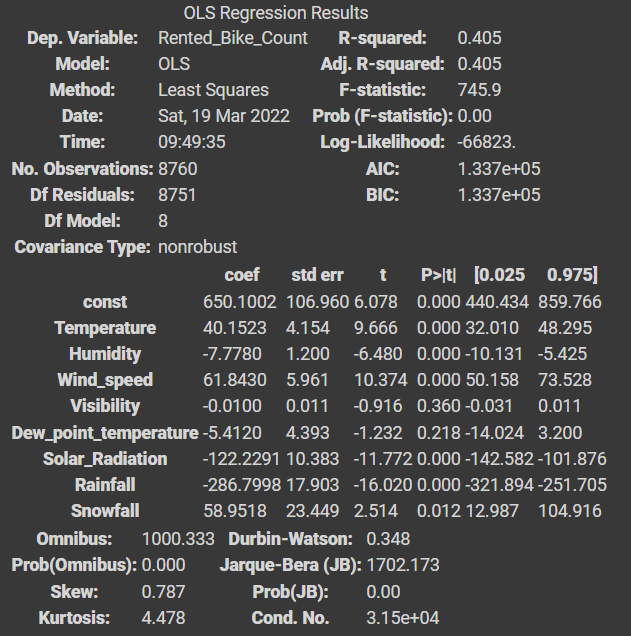 OLS Regression Results
Dep. Variable: Rented_Bike_Count R-squared: 0.405
Model: OLS Adj. R-squared: 0.405
Method: Least Squares F-statistic: 745.9
Date: Sat, 19 Mar 2022 Prob (F-statistic): 0.00
Time: 09:49:35 Log-Likelihood: -66823.
No. Observations: 8760 AIC: 1.337e+05
Df Residuals: 8751 BIC: 1.337e+05
Df Model: 8
Covariance Type: nonrobust
coef std err t P>|t| [0.025 0.975]
const 650.1002 106.960 6.078 0.000 440.434 859.766
Temperature 40.1523 4.154 9.666 0.000 32.010 48.295
Humidity -7.7780 1.200 -6.480 0.000 -10.131 -5.425
Wind_speed 61.8430 5.961 10.374 0.000 50.158 73.528
Visibility -0.0100 0.011 -0.916 0.360 -0.031 0.011
Dew_point_temperature -5.4120 4.393 -1.232 0.218 -14.024 3.200
Solar_Radiation -122.2291 10.383 -11.772 0.000 -142.582 -101.876
Rainfall -286.7998 17.903 -16.020 0.000 -321.894 -251.705
Snowfall 58.9518 23.449 2.514 0.012 12.987 104.916
Omnibus: 1000.333 Durbin-Watson: 0.348
Prob(Omnibus): 0.000 Jarque-Bera (JB): 1702.173
Skew: 0.787 Prob(JB): 0.00
Kurtosis: 4.478 Cond. No. 3.15e+04